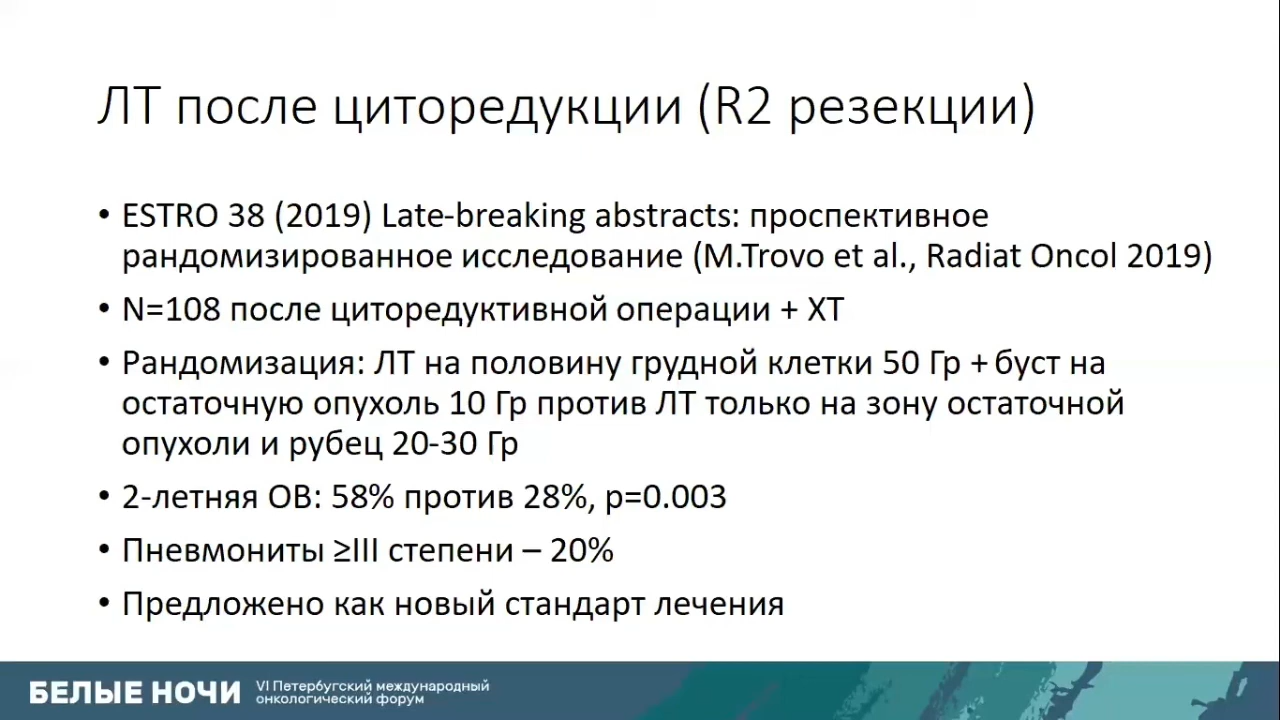 ЛТ после циторедукции (R2 резекции)
• ESTRO 38 (2019) Late-breaking abstracts: проспективное
рандомизированное исследование (M.Trovo et al., Radiat Oncol 2019)
• N=108 после циторедуктивной операции + ХТ
• Рандомизация: ЛТ на половину грудной клетки 50 Гр + буст на
остаточную опухоль 10 Гр против ЛТ только на зону остаточной
опухоли и рубец 20-30 Гр
• 2-летняя ОВ: 58% против 28%, p=0.003
• Пневмониты ≥III степени – 20%
• Предложено как новый стандарт лечения
БЕЛЫЕ НОЧИ
VI Петербургский международный
онкологический форум